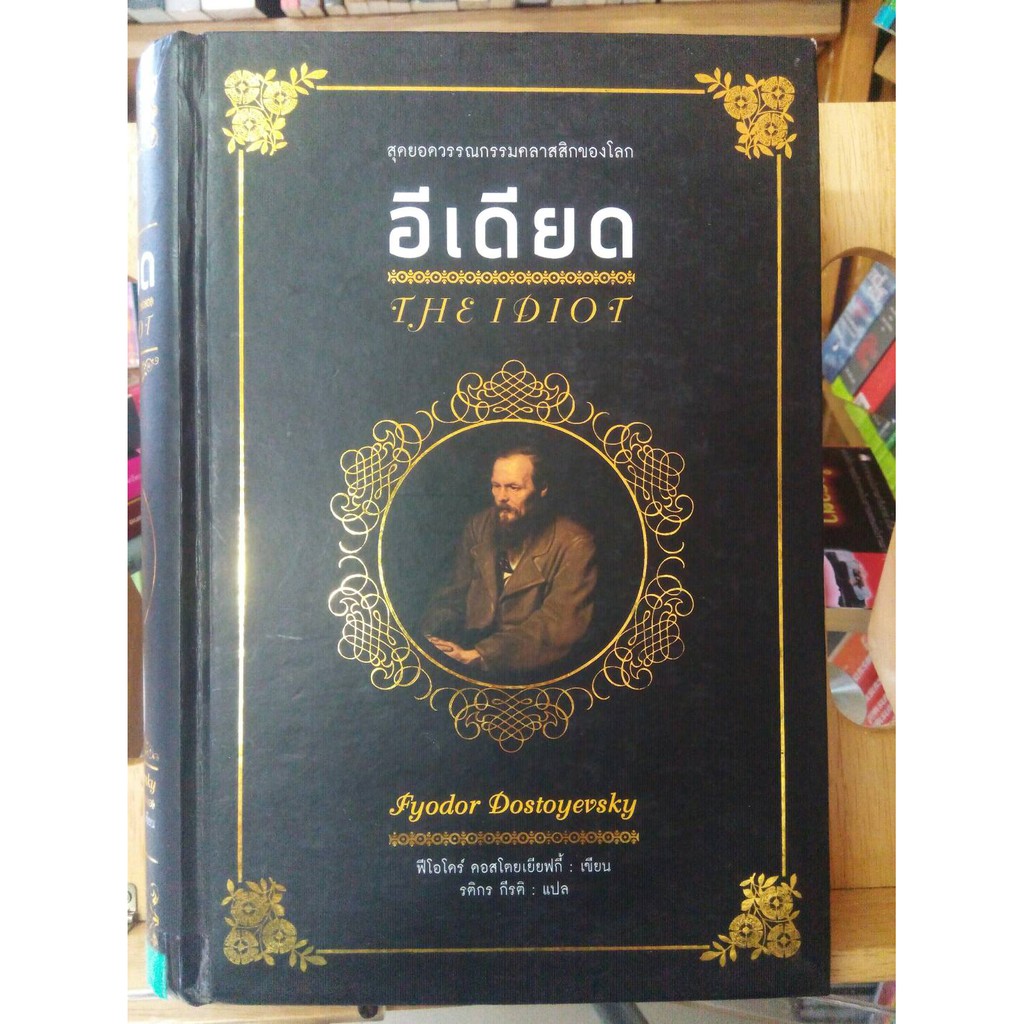 สุดยอดวรรณกรรมคลาสสิกของโลก
อีเดียด
THE IDIOT
Fyodor Dostoyevsky
ฟีโอโดร์ ดอสโตยเยียฟกี้ : เขียน
รติกร กีรติ : แปล